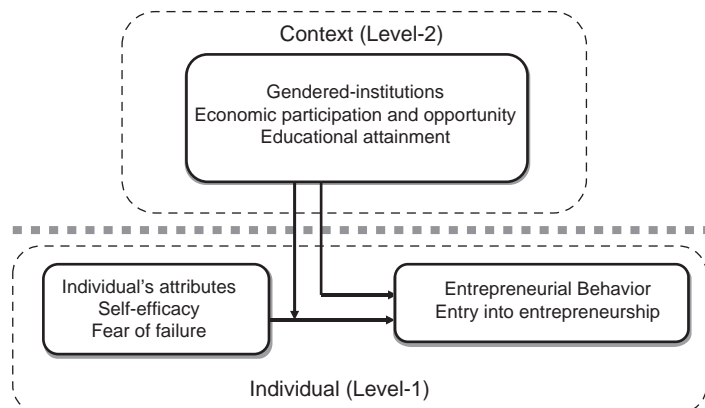 Context (Level-2)
Gendered-institutions
Economic participation and opportunity
Educational attainment
Individual's attributes
Self-efficacy
Fear of failure
Entrepreneurial Behavior
Entry into entrepreneurship
Individual (Level-1)